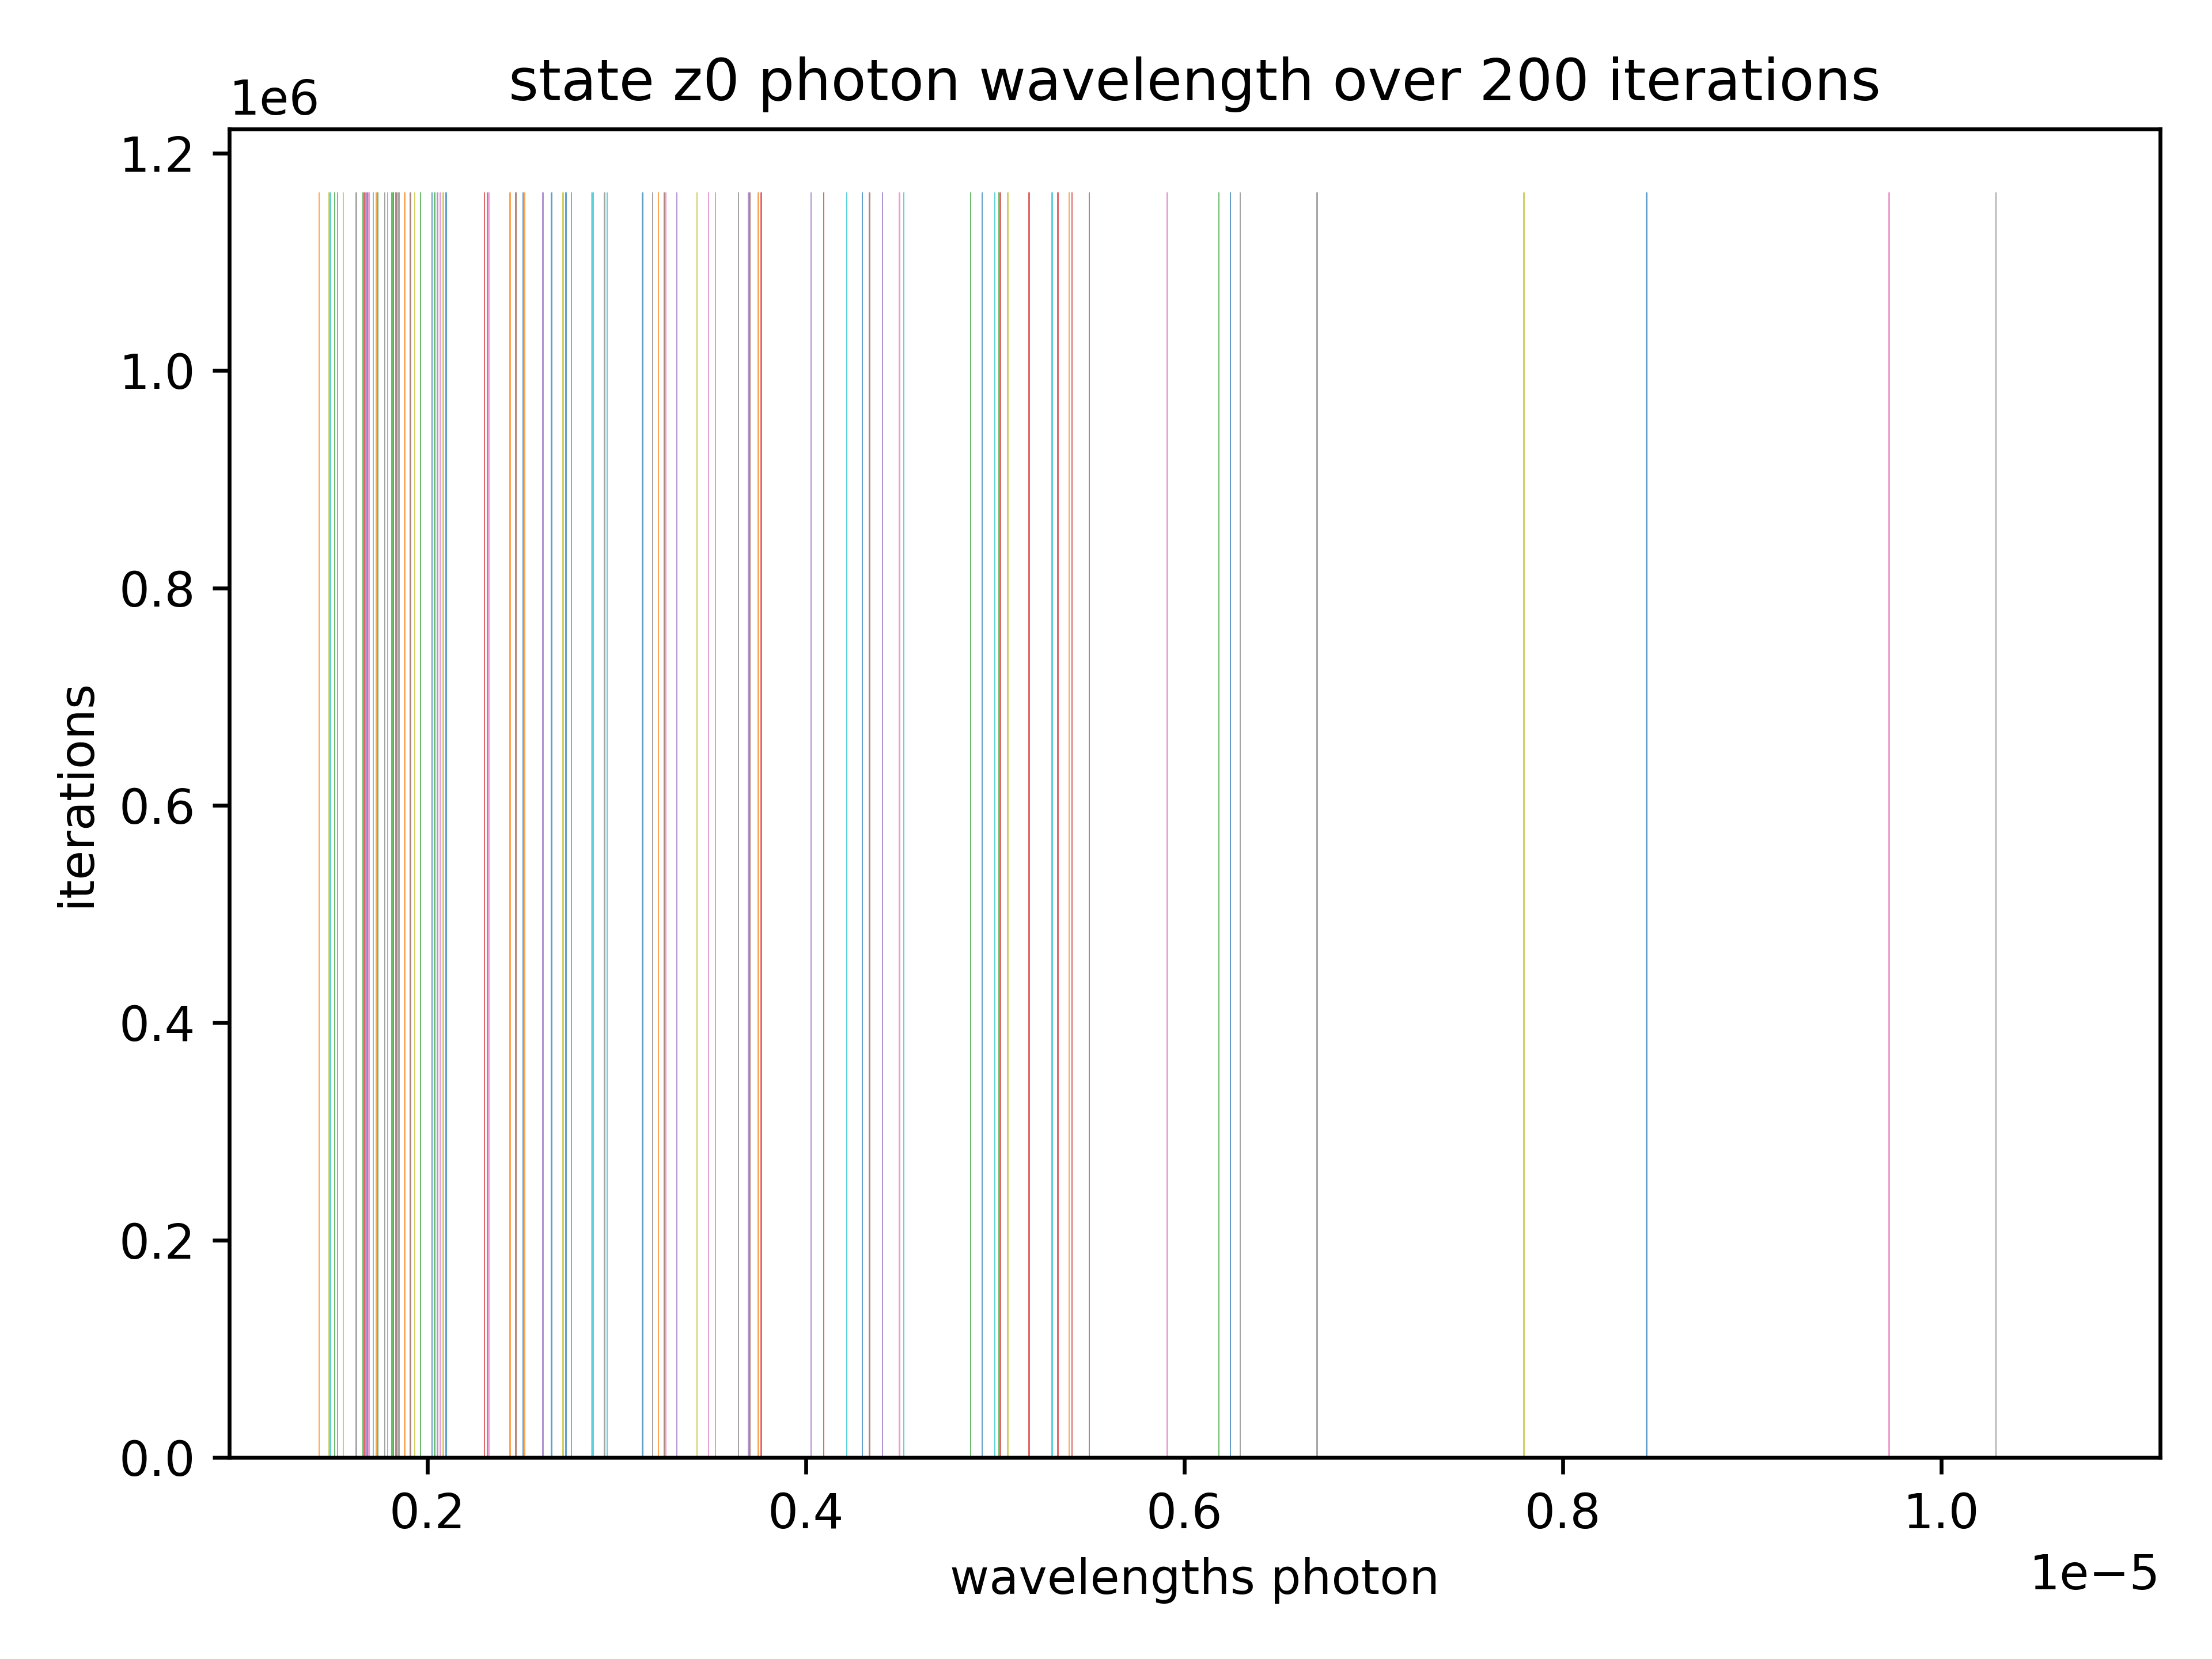 state z0 photon wavelength over 200 iterations
1e6
1.2
1.0
0.8
0.6
0.4
0.2
0.0
iterations
0.2 0.4 0.6 0.8 1.0
wavelengths photon
1e−5